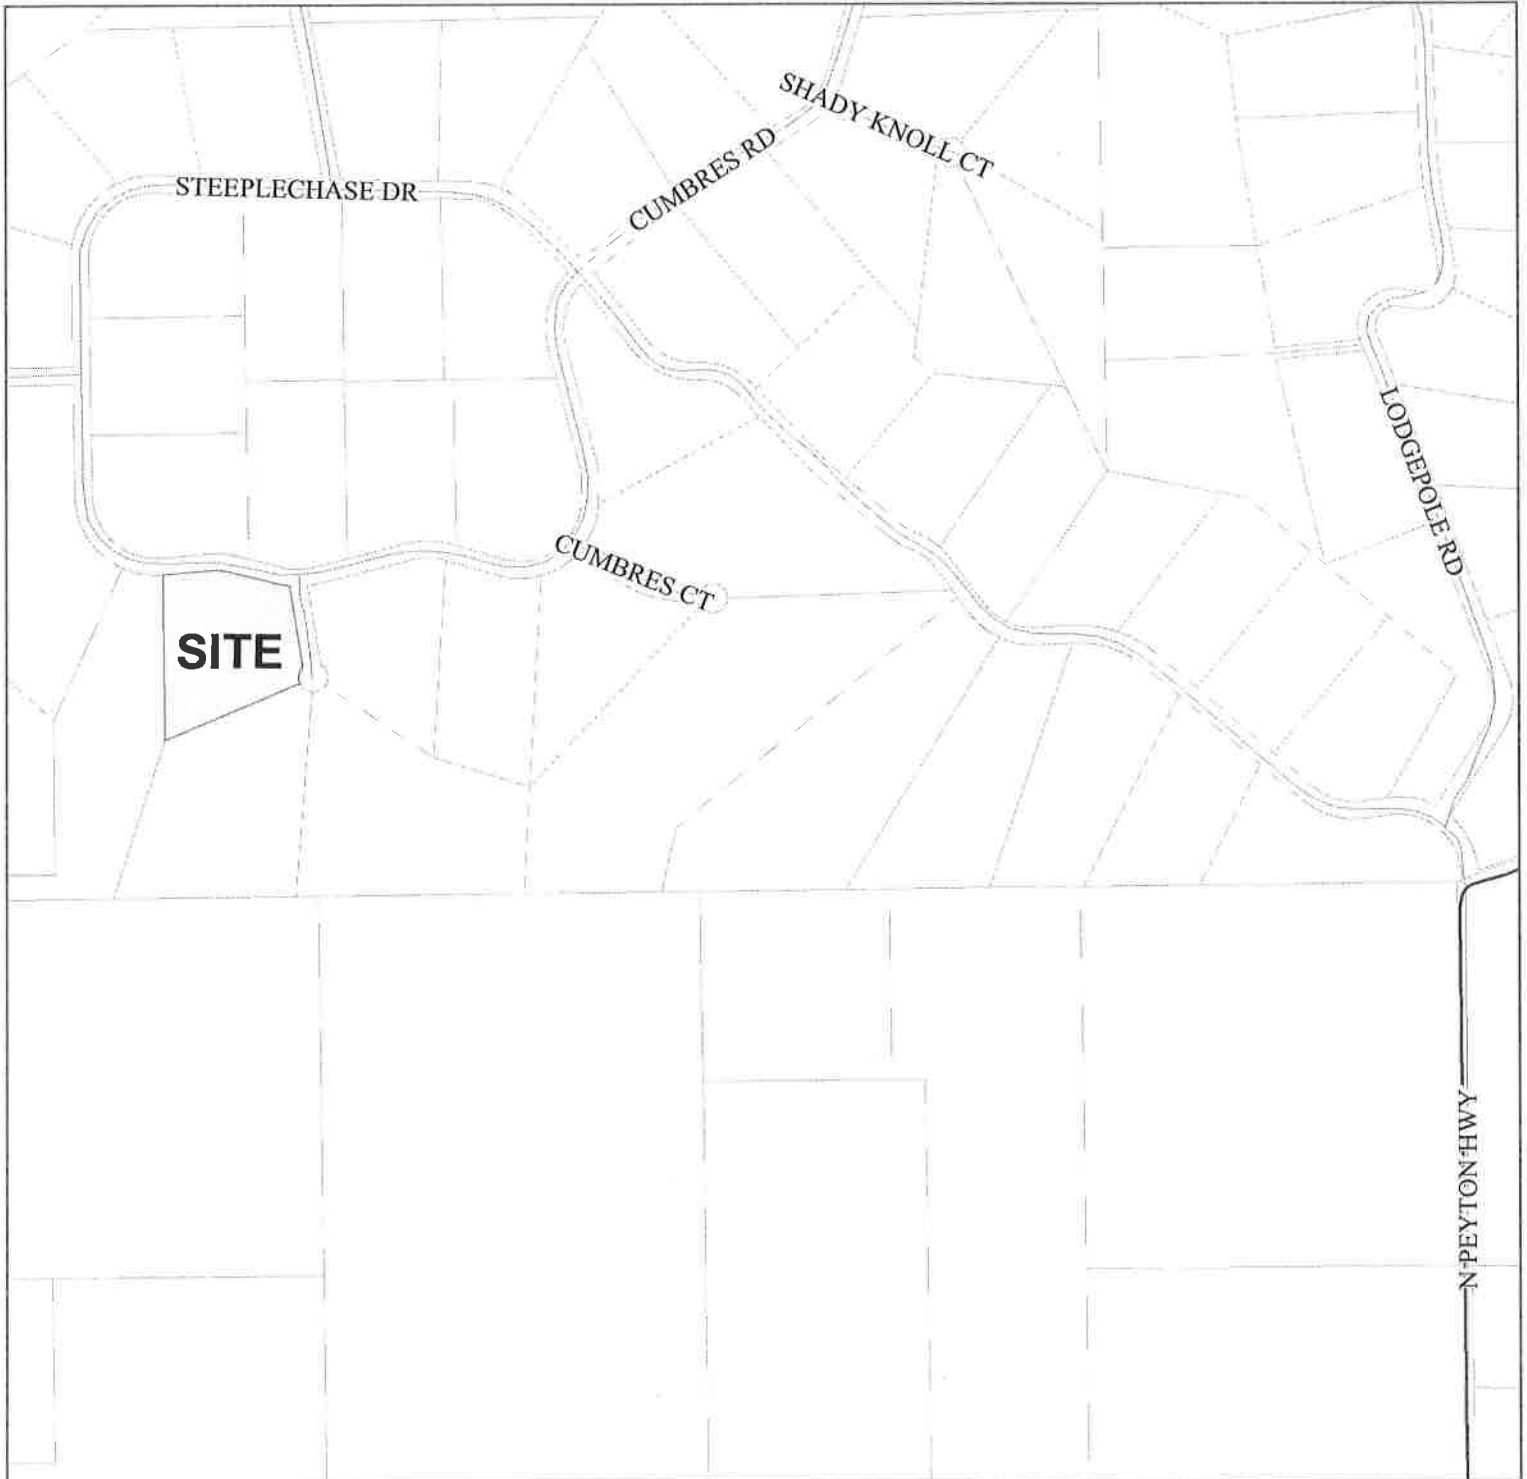 SHADY KNOLL CT
CUMBRES RD
STEEPLECHASE DR
LODGEPOLE RD
CUMBRES CT
SITE
N PEYTON HWY